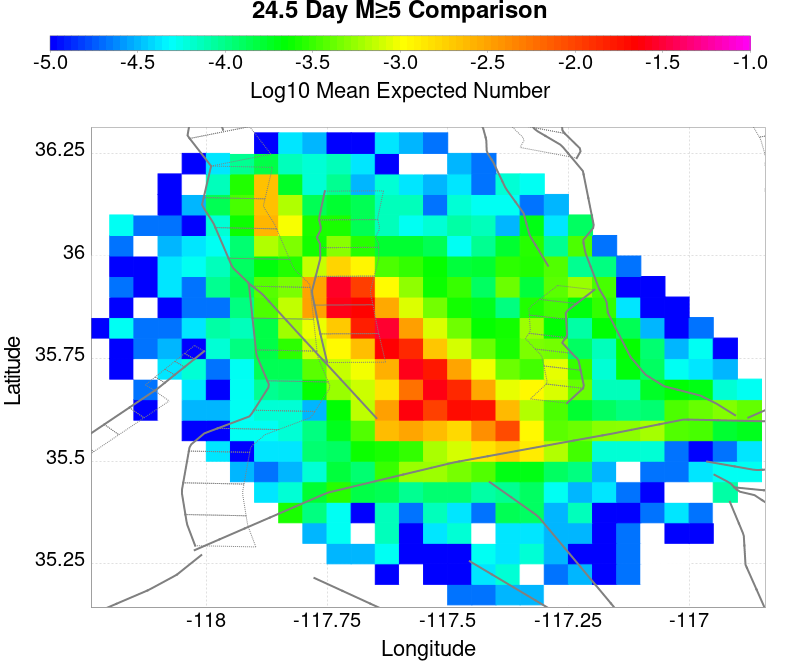 24.5 Day M≥5 Comparison
-5.0 -4.5 -4.0 -3.5 -3.0 -2.5 -2.0 -1.5 -1.0
Log10 Mean Expected Number
36.25
36
35.75
35.5
35.25
Latitude
-118 -117.75 -117.5 -117.25 -117
Longitude